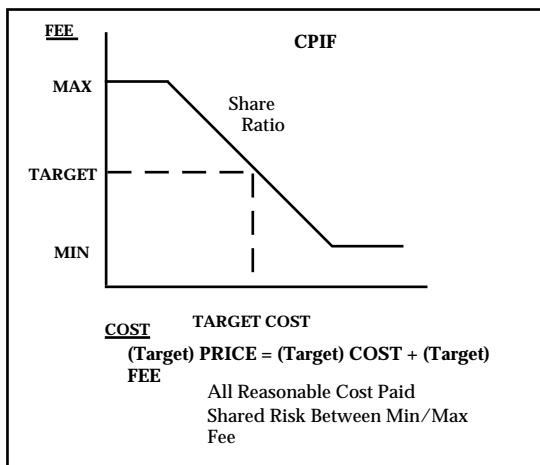 FEE
CPIF
MAX
Share
Ratio
TARGET
MIN
TARGET COST
COST
(Target) PRICE = (Target) COST + (Target)
FEE
All Reasonable Cost Paid
Shared Risk Between Min/Max
Fee